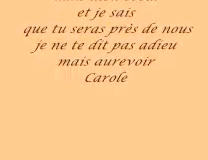 et je sais
que tu seras près de nous
je ne te dit pas adieu
mais aurevoir
Carole